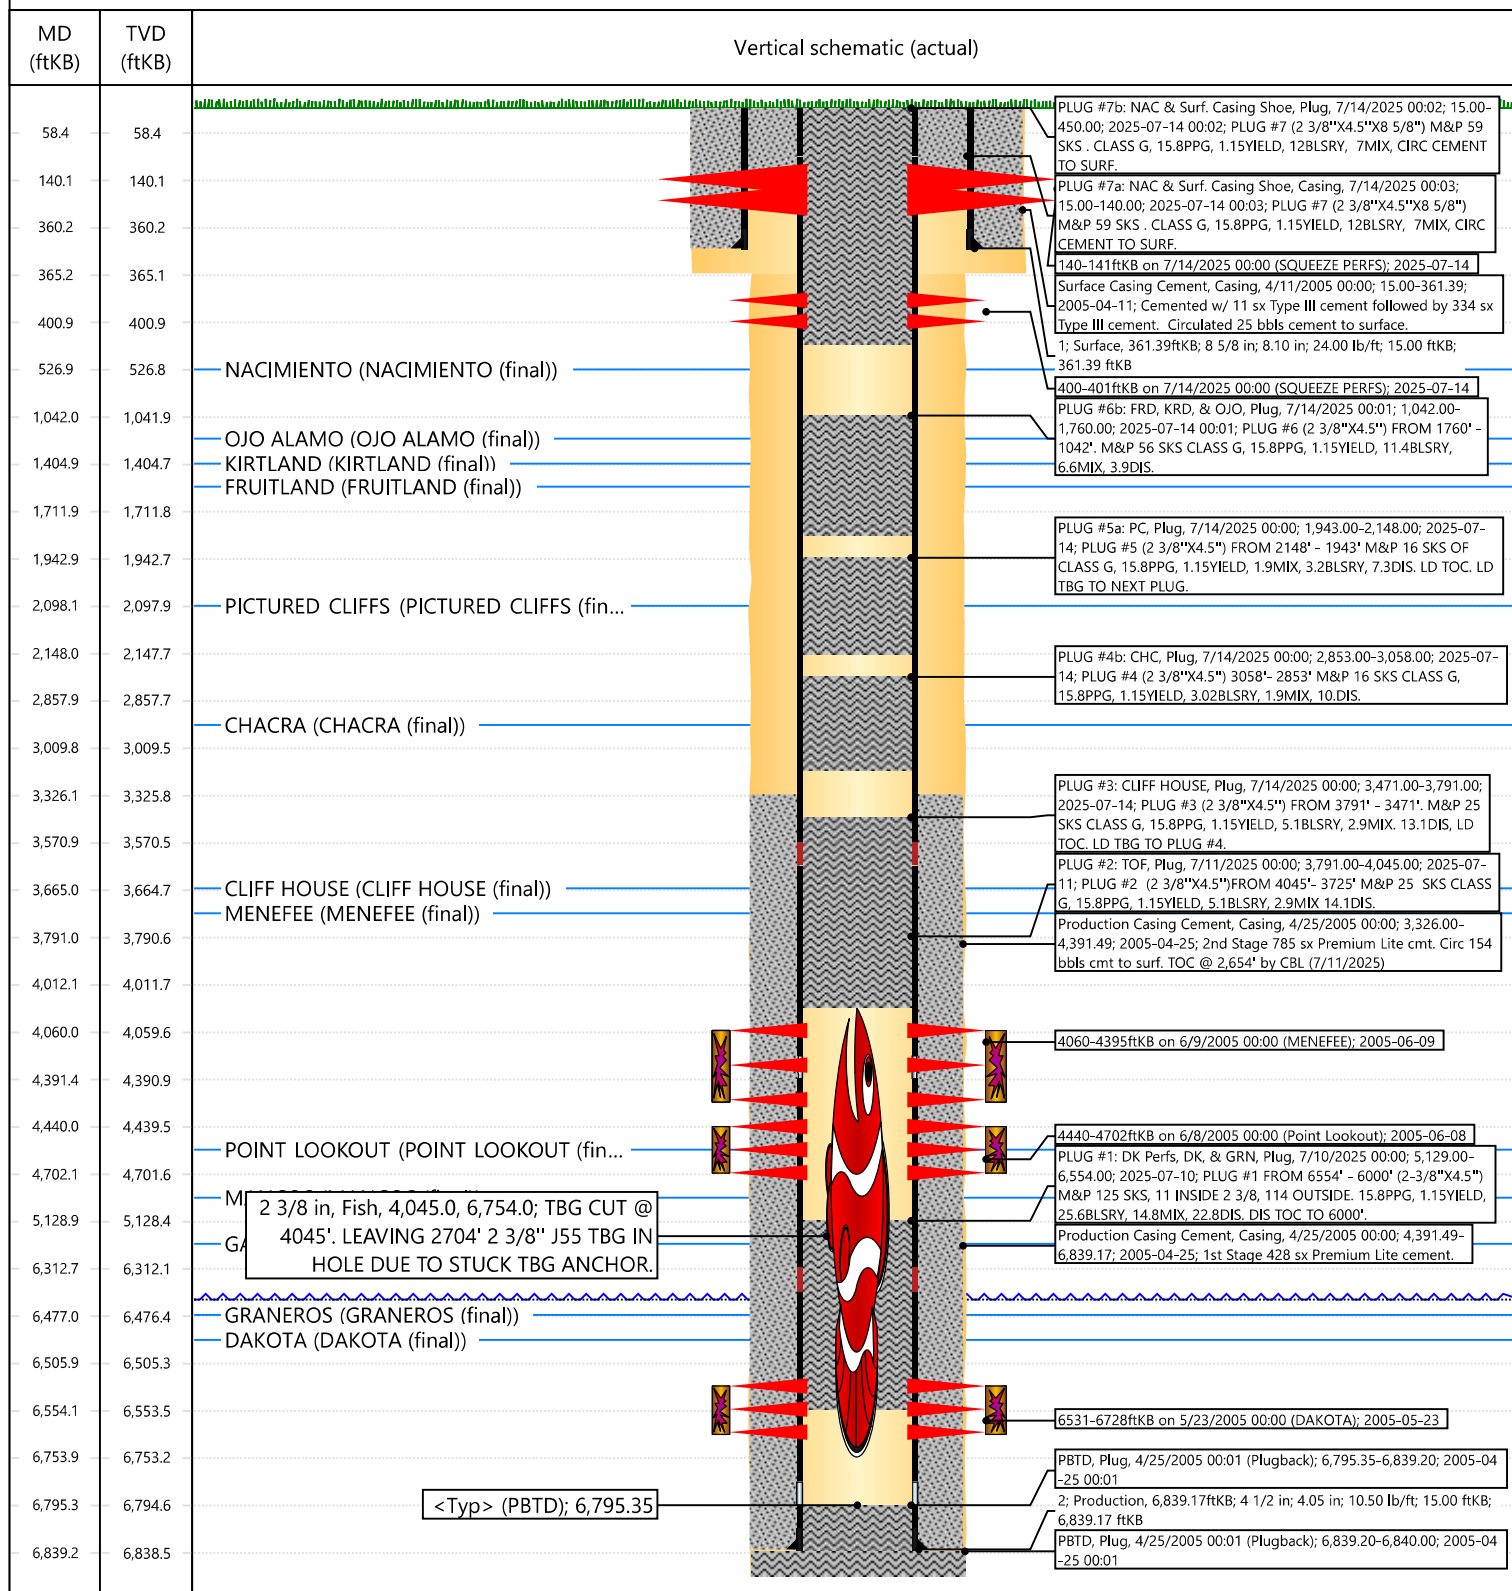 MD
(ftKB)
TVD
(ftKB)
Vertical schematic (actual)
58.4 58.4
140.1 140.1
360.2 360.2
365.2 365.1
400.9 400.9
526.9 526.8
1,042.0 1,041.9
1,404.9 1,404.7
1,711.9 1,711.8
1,942.9 1,942.7
2,098.1 2,097.9
2,148.0 2,147.7
2,857.9 2,857.7
3,009.8 3,009.5
3,326.1 3,325.8
3,570.9 3,570.5
3,665.0 3,664.7
3,791.0 3,790.6
4,012.1 4,011.7
4,060.0 4,059.6
4,391.4 4,390.9
4,440.0 4,439.5
4,702.1 4,701.6
5,128.9 5,128.4
6,312.7 6,312.1
6,477.0 6,476.4
6,505.9 6,505.3
6,554.1 6,553.5
6,753.9 6,753.2
6,795.3 6,794.6
6,839.2 6,838.5
NACIMIENTO (NACIMIENTO (final))
OJO ALAMO (OJO ALAMO (final))
KIRTLAND (KIRTLAND (final))
FRUITLAND (FRUITLAND (final))
PICTURED CLIFFS (PICTURED CLIFFS (fin...
CHACRA (CHACRA (final))
CLIFF HOUSE (CLIFF HOUSE (final))
MENEFEE (MENEFEE (final))
POINT LOOKOUT (POINT LOOKOUT (fin...
2 3/8 in, Fish, 4,045.0, 6,754.0; TBG CUT @
4045'. LEAVING 2704' 2 3/8" J55 TBG IN
HOLE DUE TO STUCK TBG ANCHOR.
GRANEROS (GRANEROS (final))
DAKOTA (DAKOTA (final))
<Typ> (PBTD); 6,795.35
PLUG #7b: NAC & Surf. Casing Shoe, Plug, 7/14/2025 00:02; 15.00-
450.00; 2025-07-14 00:02; PLUG #7 (2 3/8"X4.5"X8 5/8") M&P 59
SKS . CLASS G, 15.8PPG, 1.15YIELD, 12BLSRY,  7MIX, CIRC CEMENT
TO SURF.
PLUG #7a: NAC & Surf. Casing Shoe, Casing, 7/14/2025 00:03;
15.00-140.00; 2025-07-14 00:03; PLUG #7 (2 3/8"X4.5"X8 5/8")
M&P 59 SKS . CLASS G, 15.8PPG, 1.15YIELD, 12BLSRY,  7MIX, CIRC
CEMENT TO SURF.
140-141ftKB on 7/14/2025 00:00 (SQUEEZE PERFS); 2025-07-14
Surface Casing Cement, Casing, 4/11/2005 00:00; 15.00-361.39;
2005-04-11; Cemented w/ 11 sx Type III cement followed by 334 sx
Type III cement.  Circulated 25 bbls cement to surface.
1; Surface, 361.39ftKB; 8 5/8 in; 8.10 in; 24.00 lb/ft; 15.00 ftKB;
361.39 ftKB
400-401ftKB on 7/14/2025 00:00 (SQUEEZE PERFS); 2025-07-14
PLUG #6b: FRD, KRD, & OJO, Plug, 7/14/2025 00:01; 1,042.00-
1,760.00; 2025-07-14 00:01; PLUG #6 (2 3/8"X4.5") FROM 1760' -
1042'. M&P 56 SKS CLASS G, 15.8PPG, 1.15YIELD, 11.4BLSRY,
6.6MIX, 3.9DIS.
PLUG #5a: PC, Plug, 7/14/2025 00:00; 1,943.00-2,148.00; 2025-07-
14; PLUG #5 (2 3/8"X4.5") FROM 2148' - 1943' M&P 16 SKS OF
CLASS G, 15.8PPG, 1.15YIELD, 1.9MIX, 3.2BLSRY, 7.3DIS. LD TOC. LD
TBG TO NEXT PLUG.
PLUG #4b: CHC, Plug, 7/14/2025 00:00; 2,853.00-3,058.00; 2025-07-
14; PLUG #4 (2 3/8"X4.5") 3058'- 2853' M&P 16 SKS CLASS G,
15.8PPG, 1.15YIELD, 3.02BLSRY, 1.9MIX, 10.DIS.
PLUG #3: CLIFF HOUSE, Plug, 7/14/2025 00:00; 3,471.00-3,791.00;
2025-07-14; PLUG #3 (2 3/8"X4.5") FROM 3791' - 3471'. M&P 25
SKS CLASS G, 15.8PPG, 1.15YIELD, 5.1BLSRY, 2.9MIX. 13.1DIS, LD
TOC. LD TBG TO PLUG #4.
PLUG #2: TOF, Plug, 7/11/2025 00:00; 3,791.00-4,045.00; 2025-07-
11; PLUG #2  (2 3/8"X4.5")FROM 4045'- 3725' M&P 25  SKS CLASS
G, 15.8PPG, 1.15YIELD, 5.1BLSRY, 2.9MIX 14.1DIS.
Production Casing Cement, Casing, 4/25/2005 00:00; 3,326.00-
4,391.49; 2005-04-25; 2nd Stage 785 sx Premium Lite cmt. Circ 154
bbls cmt to surf. TOC @ 2,654' by CBL (7/11/2025)
4060-4395ftKB on 6/9/2005 00:00 (MENEFEE); 2005-06-09
4440-4702ftKB on 6/8/2005 00:00 (Point Lookout); 2005-06-08
PLUG #1: DK Perfs, DK, & GRN, Plug, 7/10/2025 00:00; 5,129.00-
6,554.00; 2025-07-10; PLUG #1 FROM 6554' - 6000' (2-3/8"X4.5")
M&P 125 SKS, 11 INSIDE 2 3/8, 114 OUTSIDE. 15.8PPG, 1.15YIELD,
25.6BLSRY, 14.8MIX, 22.8DIS. DIS TOC TO 6000'.
Production Casing Cement, Casing, 4/25/2005 00:00; 4,391.49-
6,839.17; 2005-04-25; 1st Stage 428 sx Premium Lite cement.
6531-6728ftKB on 5/23/2005 00:00 (DAKOTA); 2005-05-23
PBTD, Plug, 4/25/2005 00:01 (Plugback); 6,795.35-6,839.20; 2005-04
-25 00:01
2; Production, 6,839.17ftKB; 4 1/2 in; 4.05 in; 10.50 lb/ft; 15.00 ftKB;
6,839.17 ftKB
PBTD, Plug, 4/25/2005 00:01 (Plugback); 6,839.20-6,840.00; 2005-04
-25 00:01